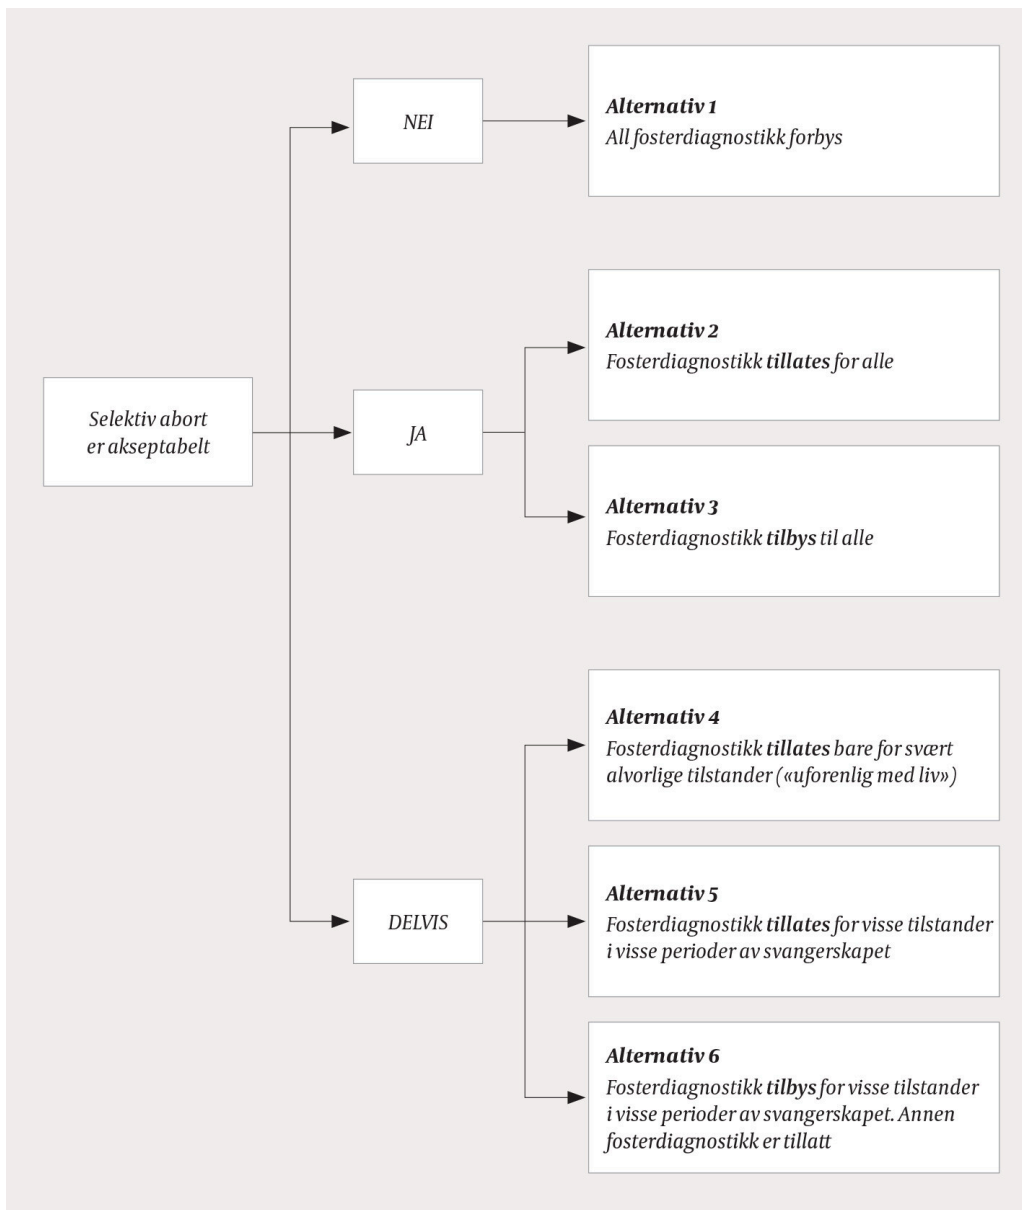 NEI
Alternativ 1
All fosterdiagnostikk forbys
Selektiv abort
er akseptabelt
JA
Alternativ 2
Fosterdiagnostikk tillates for alle
Alternativ 3
Fosterdiagnostikk tilbys til alle
DELVIS
Alternativ 4
Fosterdiagnostikk tillates bare for svært
alvorlige tilstander («uforenlig med liv»)
Alternativ 5
Fosterdiagnostikk tillates for visse tilstander
i visse perioder av svangerskapet
Alternativ 6
Fosterdiagnostikk tilbys for visse tilstander
i visse perioder av svangerskapet. Annen
fosterdiagnostikk er tillatt